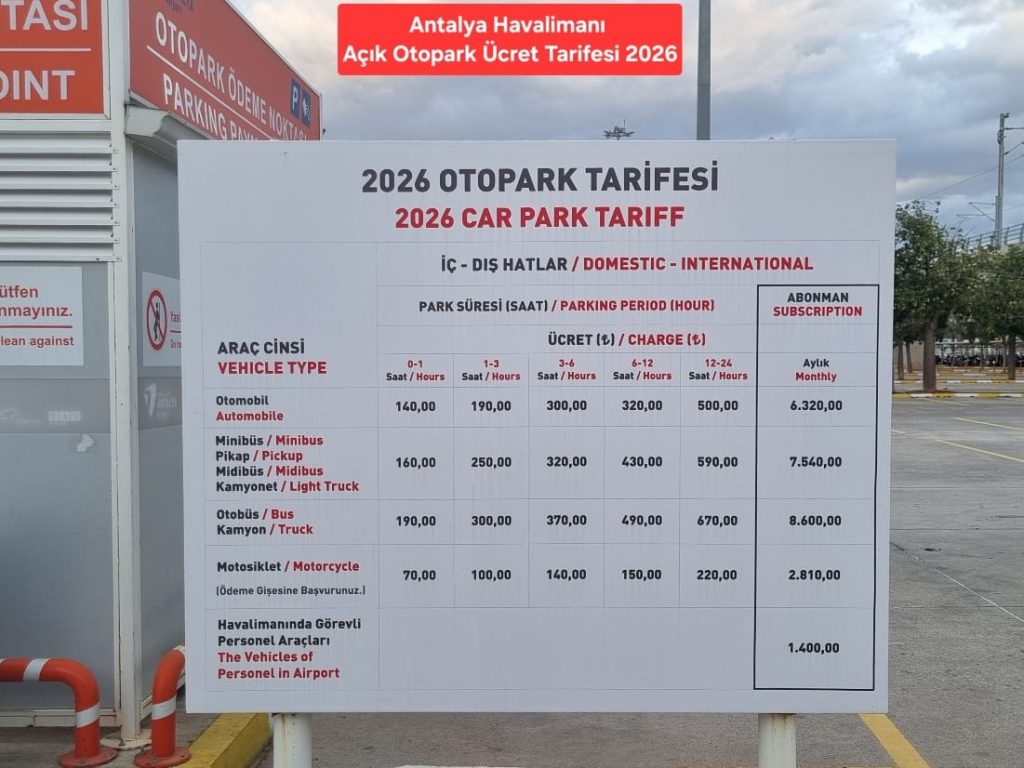 Antalya Havalimanı
Açık Otopark Ücret Tarifesi 2026
TASI
OINT
OTOPARK ÖDEME NOKTASI
PARKING PAY
P
ütfen
nmayınız.
lean against
Yasl
Do no
2026 OTOPARK TARİFESİ
2026 CAR PARK TARIFF
İÇ - DIŞ HATLAR / DOMESTIC - INTERNATIONAL
PARK SÜRESİ (SAAT) / PARKING PERIOD (HOUR)
ABONMAN
SUBSCRIPTION
ÜCRET (₺) / CHARGE (₺)
ARAÇ CİNSİ
VEHICLE TYPE
0-1
Saat / Hours
1-3
Saat / Hours
3-6
Saat / Hours
6-12
Saat / Hours
12-24
Saat / Hours
Aylık
Monthly
Otomobil
Automobile
140,00 190,00 300,00 320,00 500,00 6.320,00
Minibüs / Minibus
Pikap / Pickup
Midibüs / Midibus
Kamyonet / Light Truck
160,00 250,00 320,00 430,00 590,00 7.540,00
Otobüs / Bus
Kamyon / Truck
190,00 300,00 370,00 490,00 670,00 8.600,00
Motosiklet / Motorcycle
(Ödeme Gişesine Başvurunuz.)
70,00 100,00 140,00 150,00 220,00 2.810,00
Havalimanında Görevli
Personel Araçları
The Vehicles of
Personel in Airport
1.400,00